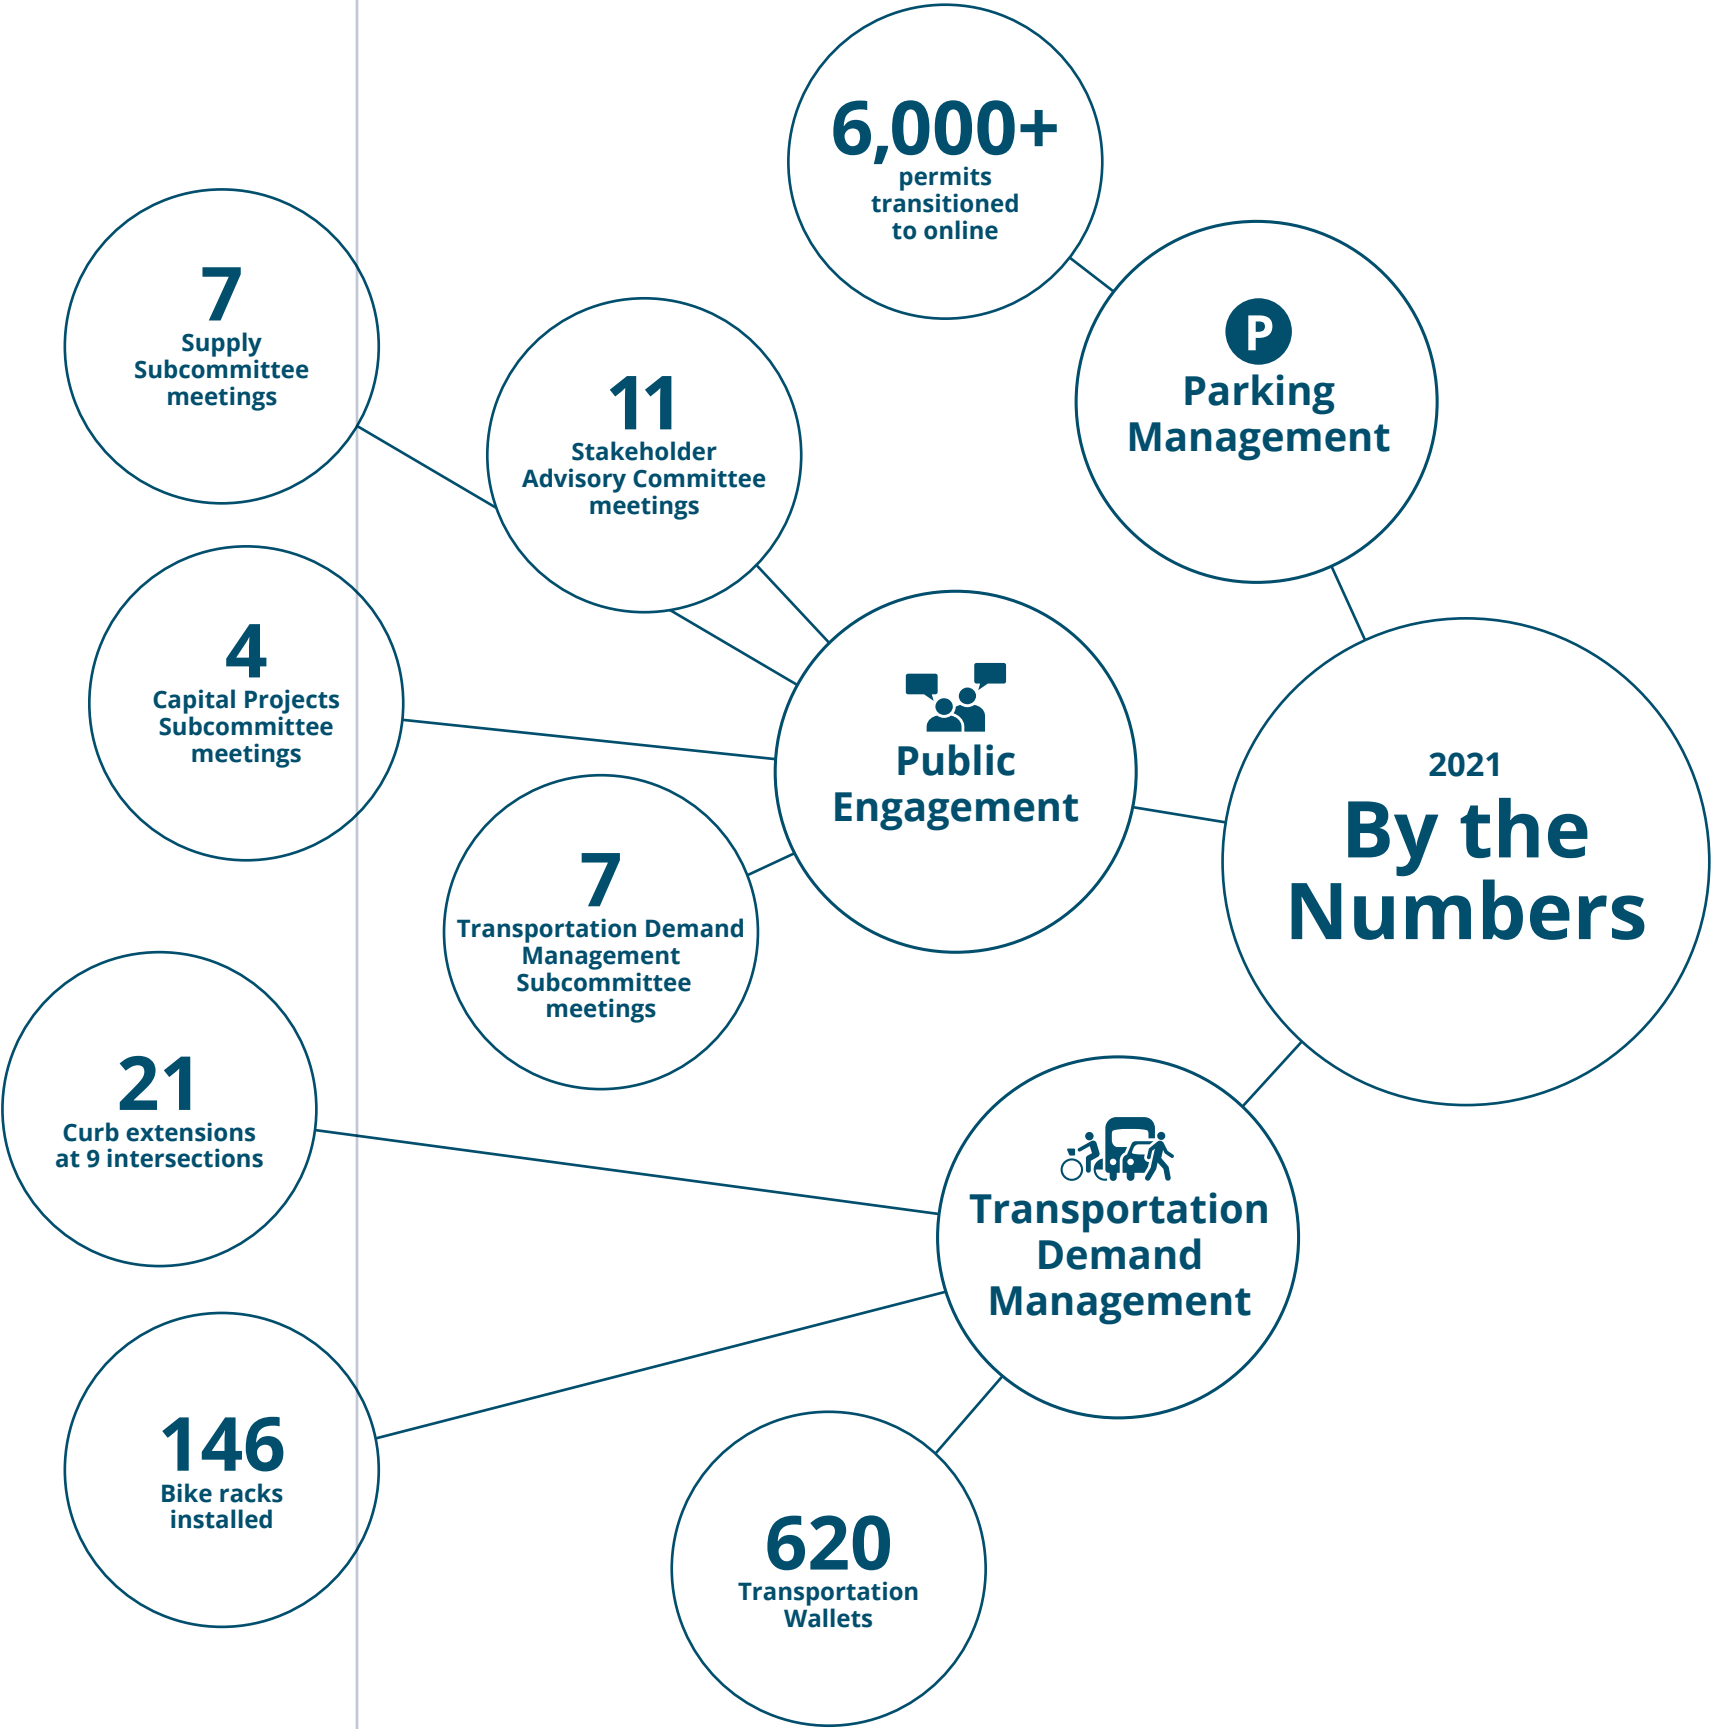 6,000+
permits
transitioned
to online
P
Parking
Management
7
Supply
Subcommittee
meetings
11
Stakeholder
Advisory Committee
meetings
4
Capital Projects
Subcommittee
meetings
Public
Engagement
2021
By the
Numbers
7
Transportation Demand
Management
Subcommittee
meetings
21
Curb extensions
at 9 intersections
Transportation
Demand
Management
146
Bike racks
installed
620
Transportation
Wallets